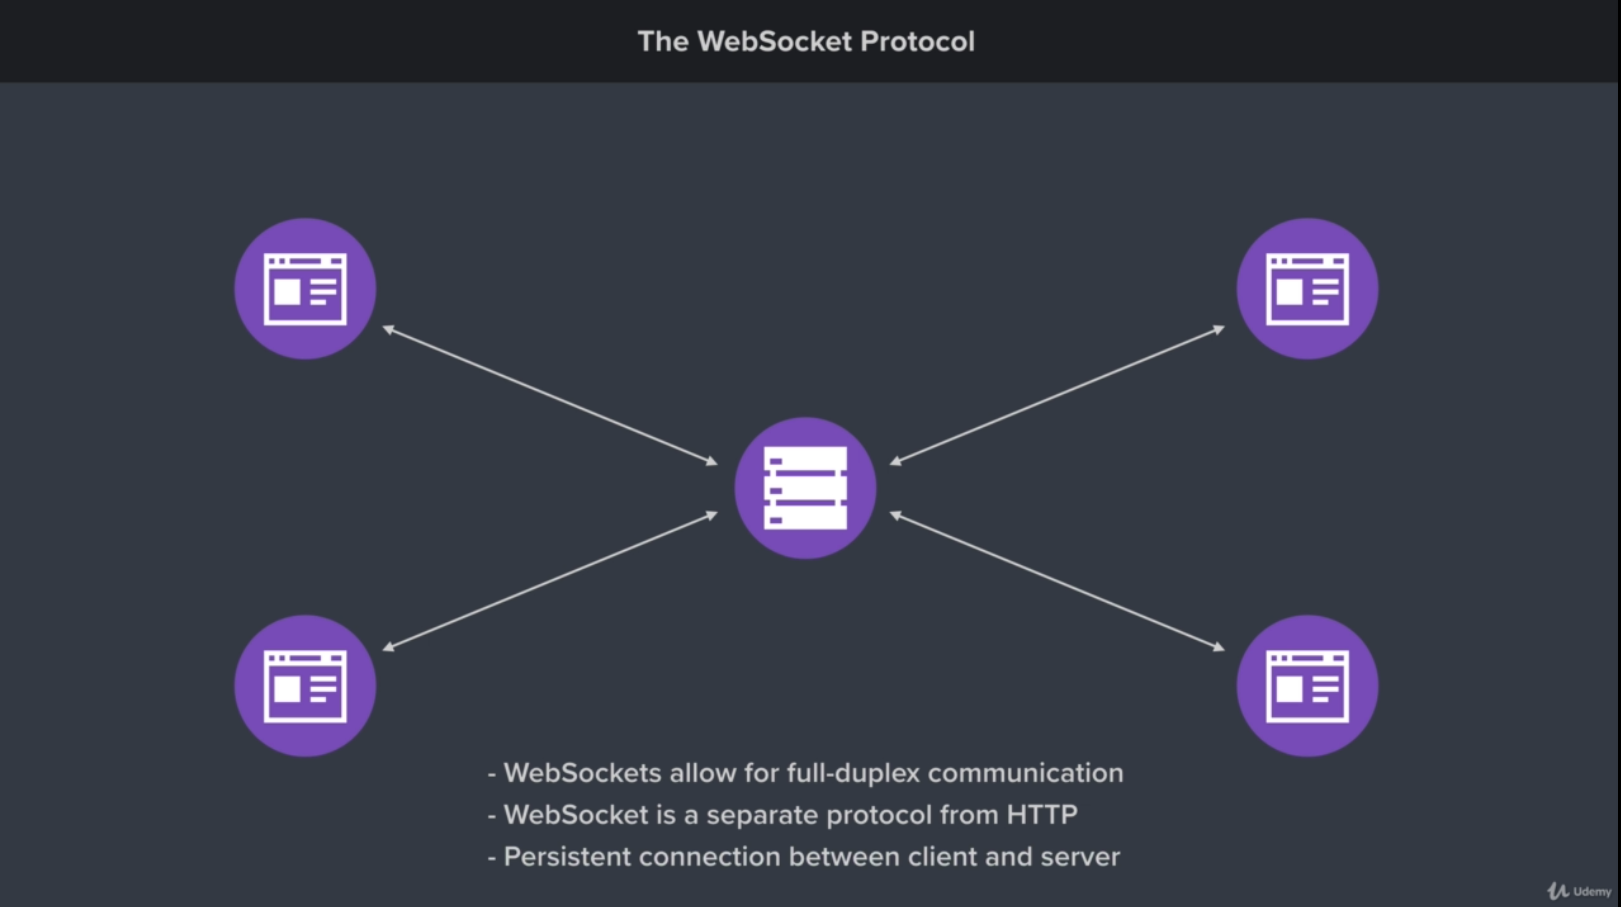 The WebSocket Protocol
- WebSockets allow for full-duplex communication
- WebSocket is a separate protocol from HTTP
- Persistent connection between client and server
Udemy